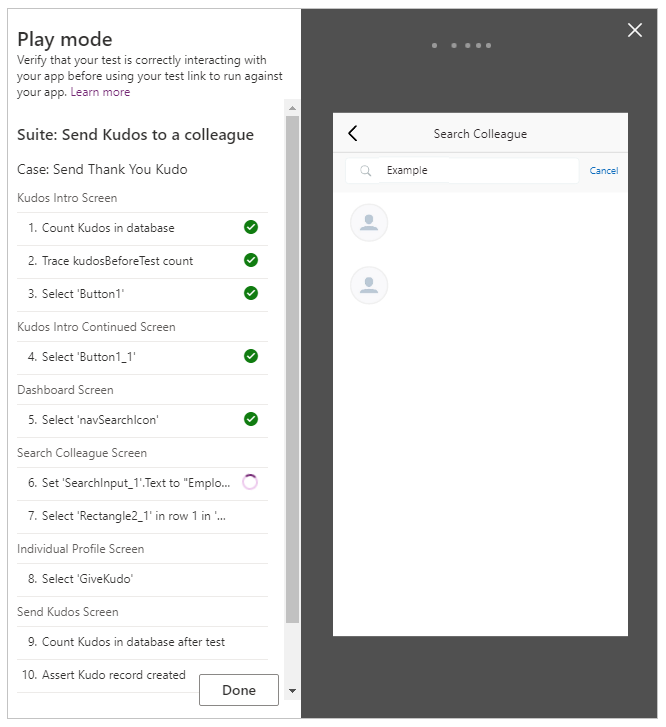 Play mode
Verify that your test is correctly interacting with
your app before using your test link to run against
your app. Learn more
Suite: Send Kudos to a colleague
Case: Send Thank You Kudo
Kudos Intro Screen
1. Count Kudos in database
2. Trace kudosBeforeTest count
3. Select 'Button1'
Kudos Intro Continued Screen
4. Select 'Button1_1'
Dashboard Screen
5. Select 'navSearchIcon'
Search Colleague Screen
6. Set 'SearchInput_1'.Text to "Emplo...
7. Select 'Rectangle2_1' in row 1 in '...
Individual Profile Screen
8. Select 'GiveKudo'
Send Kudos Screen
9. Count Kudos in database after test
10. Assert Kudo record created
Done
Search Colleague
Example
Cancel